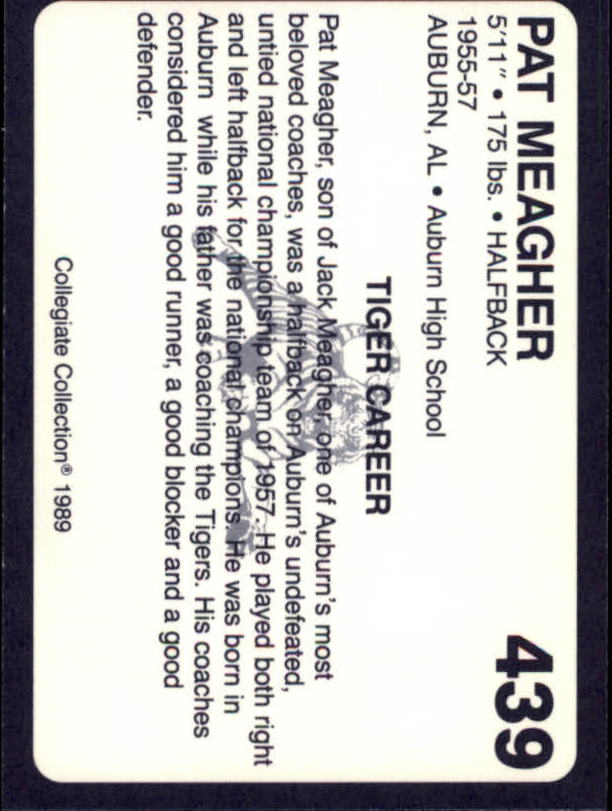 PAT MEAGHER 439
5'11" • 175 lbs. • HALFBACK
1955-57
AUBURN, AL • Auburn High School
TIGER CAREER
Pat Meagher, son of Jack Meagher, one of Auburn's most
beloved coaches, was a halfback on Auburn's undefeated,
untied national championship team of 1957. He played both right
and left halfback for the national champions. He was born in
Auburn while his father was coaching the Tigers. His coaches
considered him a good runner, a good blocker and a good
defender.
Collegiate Collection® 1989